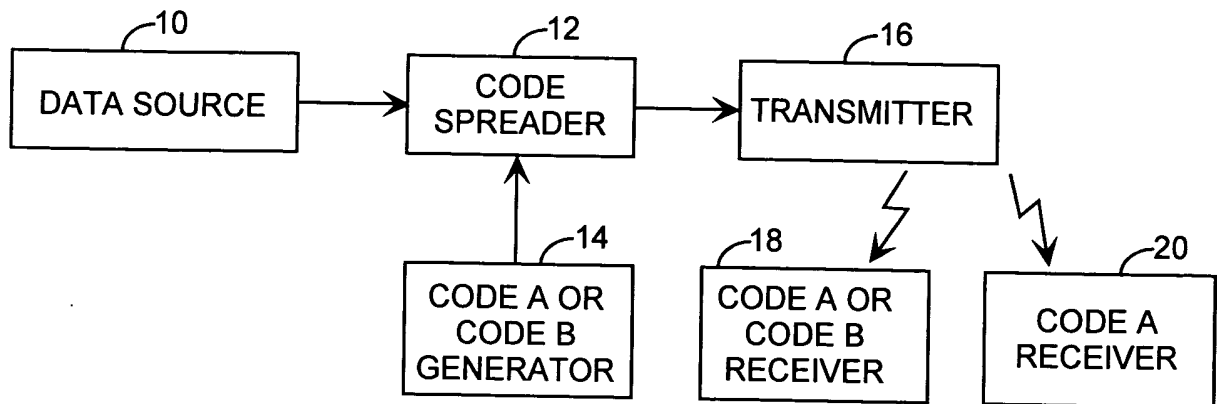 10
DATA SOURCE
12
CODE
SPREADER
16
TRANSMITTER
14
CODE A OR
CODE B
GENERATOR
18
CODE A OR
CODE B
RECEIVER
20
CODE A
RECEIVER